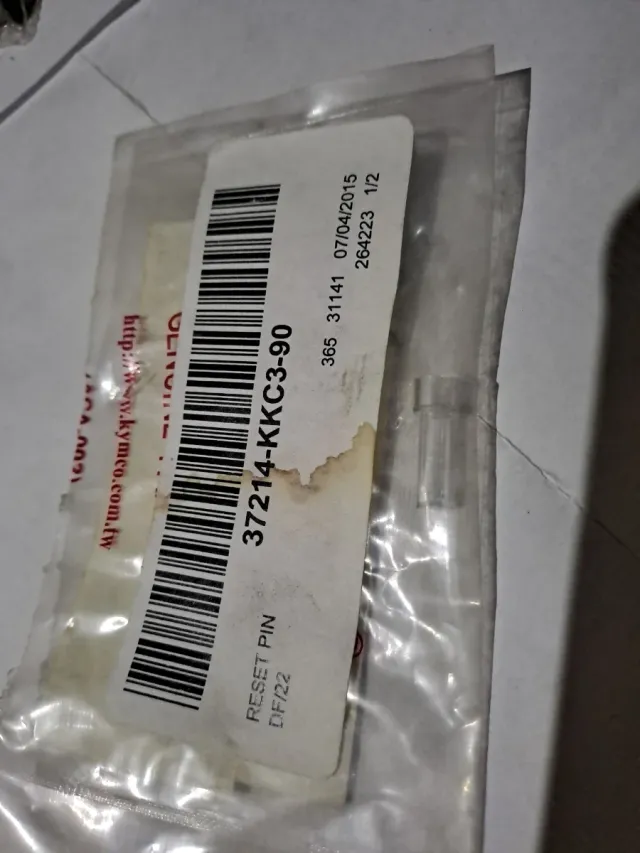 365 31141 07/04/2015
264223 1/2
37214-KKC3-90
RESET PIN
DF/22
GENUINE
http://www.kymco.com.tw